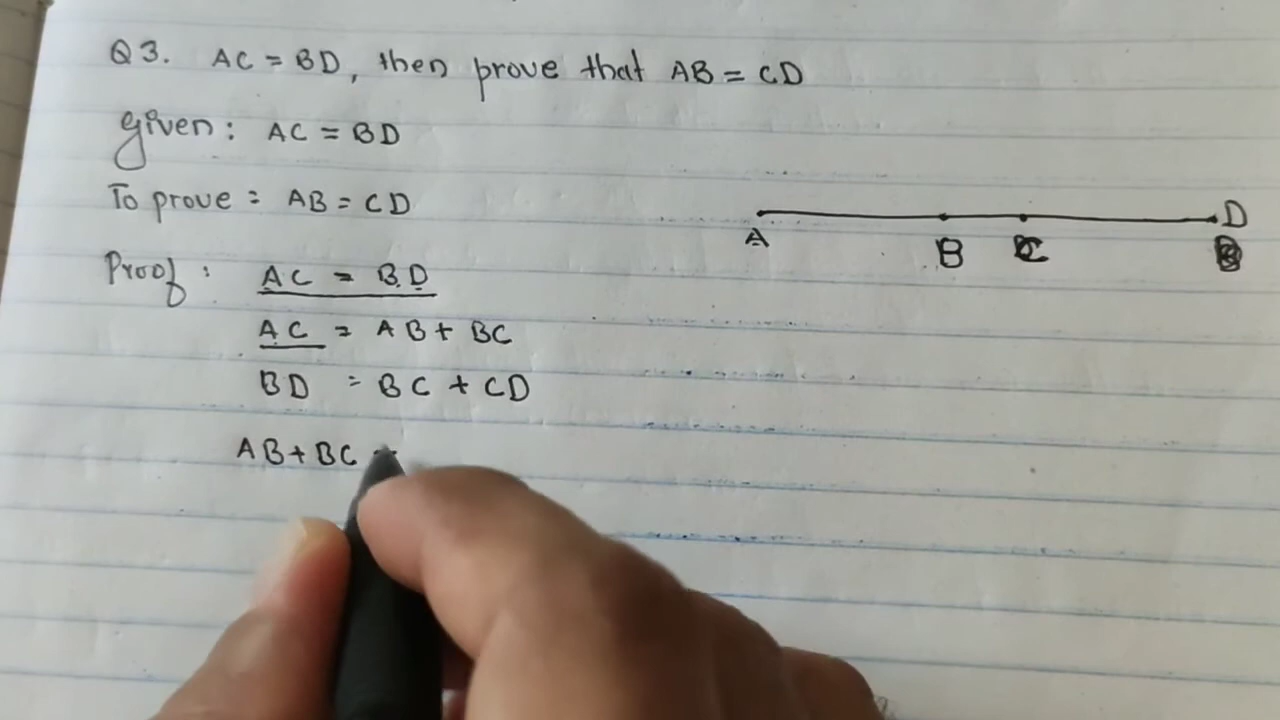 Q3. AC = BD, then prove that AB = CD
given: AC = BD
To prove = AB = CD
Proof: AC = BD
AC = AB + BC
BD = BC + CD
AB + BC
A B C D